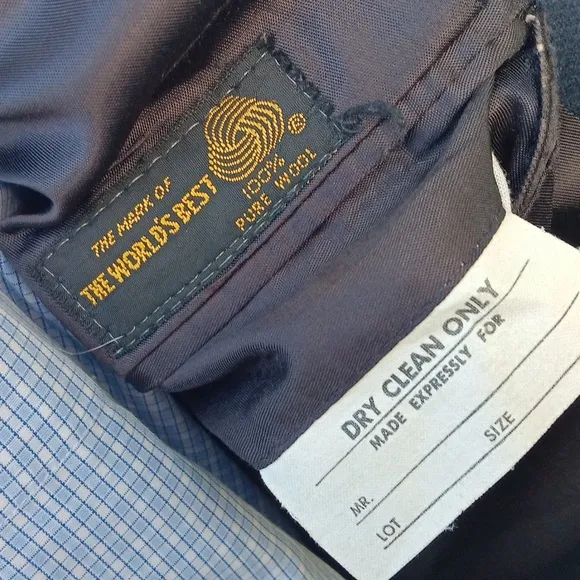 THE MARK OF
THE WORLD'S BEST
®
100%
PURE WOOL
DRY CLEAN ONLY
MADE EXPRESSLY FOR
MR.
SIZE
LOT